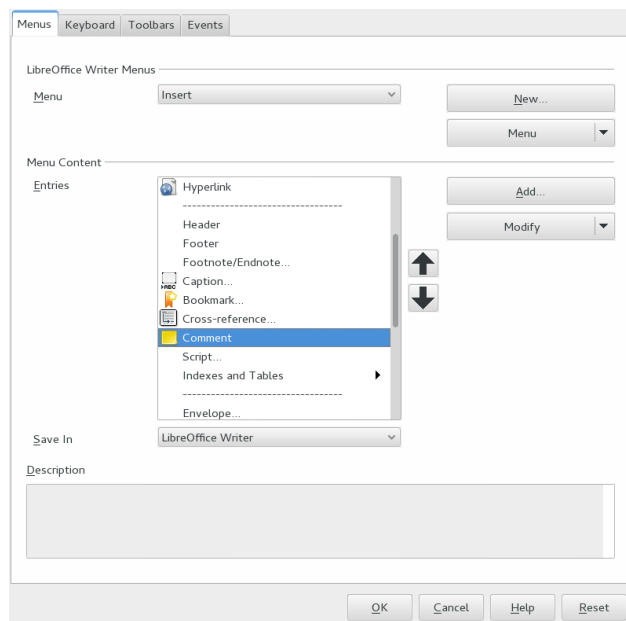 Menus Keyboard Toolbars Events
LibreOffice Writer Menus
Menu Insert New...
Menu
Menu Content
Entries Hyperlink Add...
----------------------------------
Header Modify
Footer
Footnote/Endnote...
Caption...
Bookmark...
Cross-reference...
Comment
Script...
Indexes and Tables
----------------------------------
Envelope...
Save In LibreOffice Writer
Description
OK Cancel Help Reset